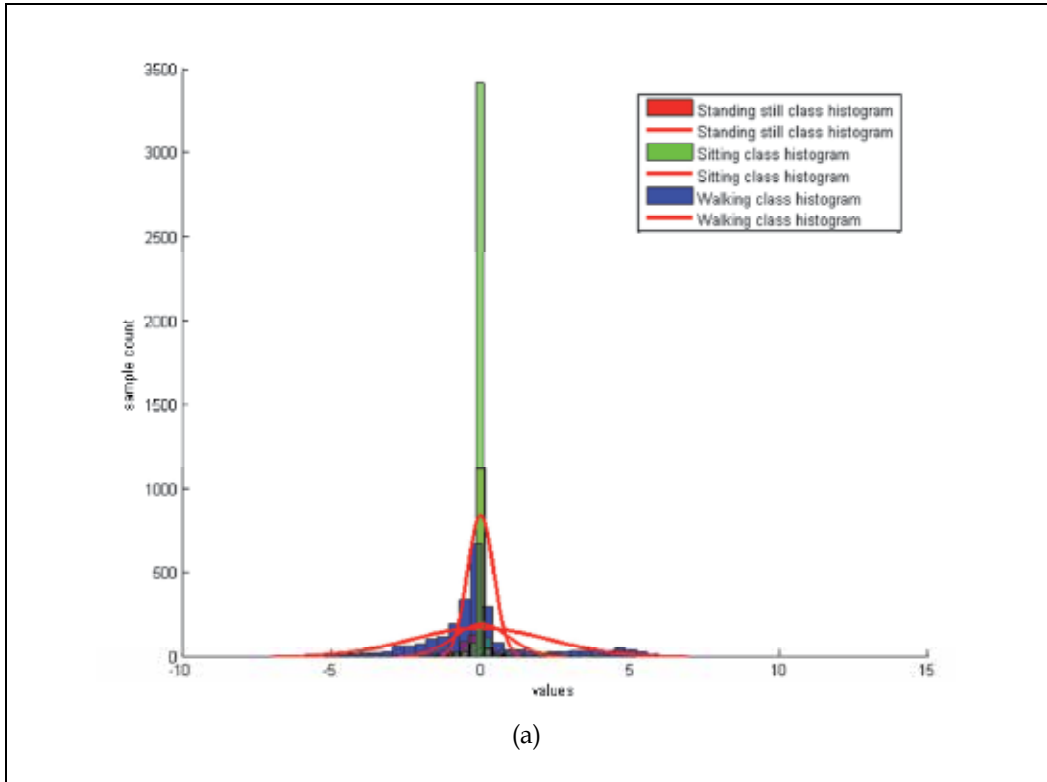 3500
3000
2500
2000
1500
1000
500
0
sample count
-10
-5
0
5
10
15
values
Standing still class histogram
Standing still class histogram
Sitting class histogram
Sitting class histogram
Walking class histogram
Walking class histogram
(a)